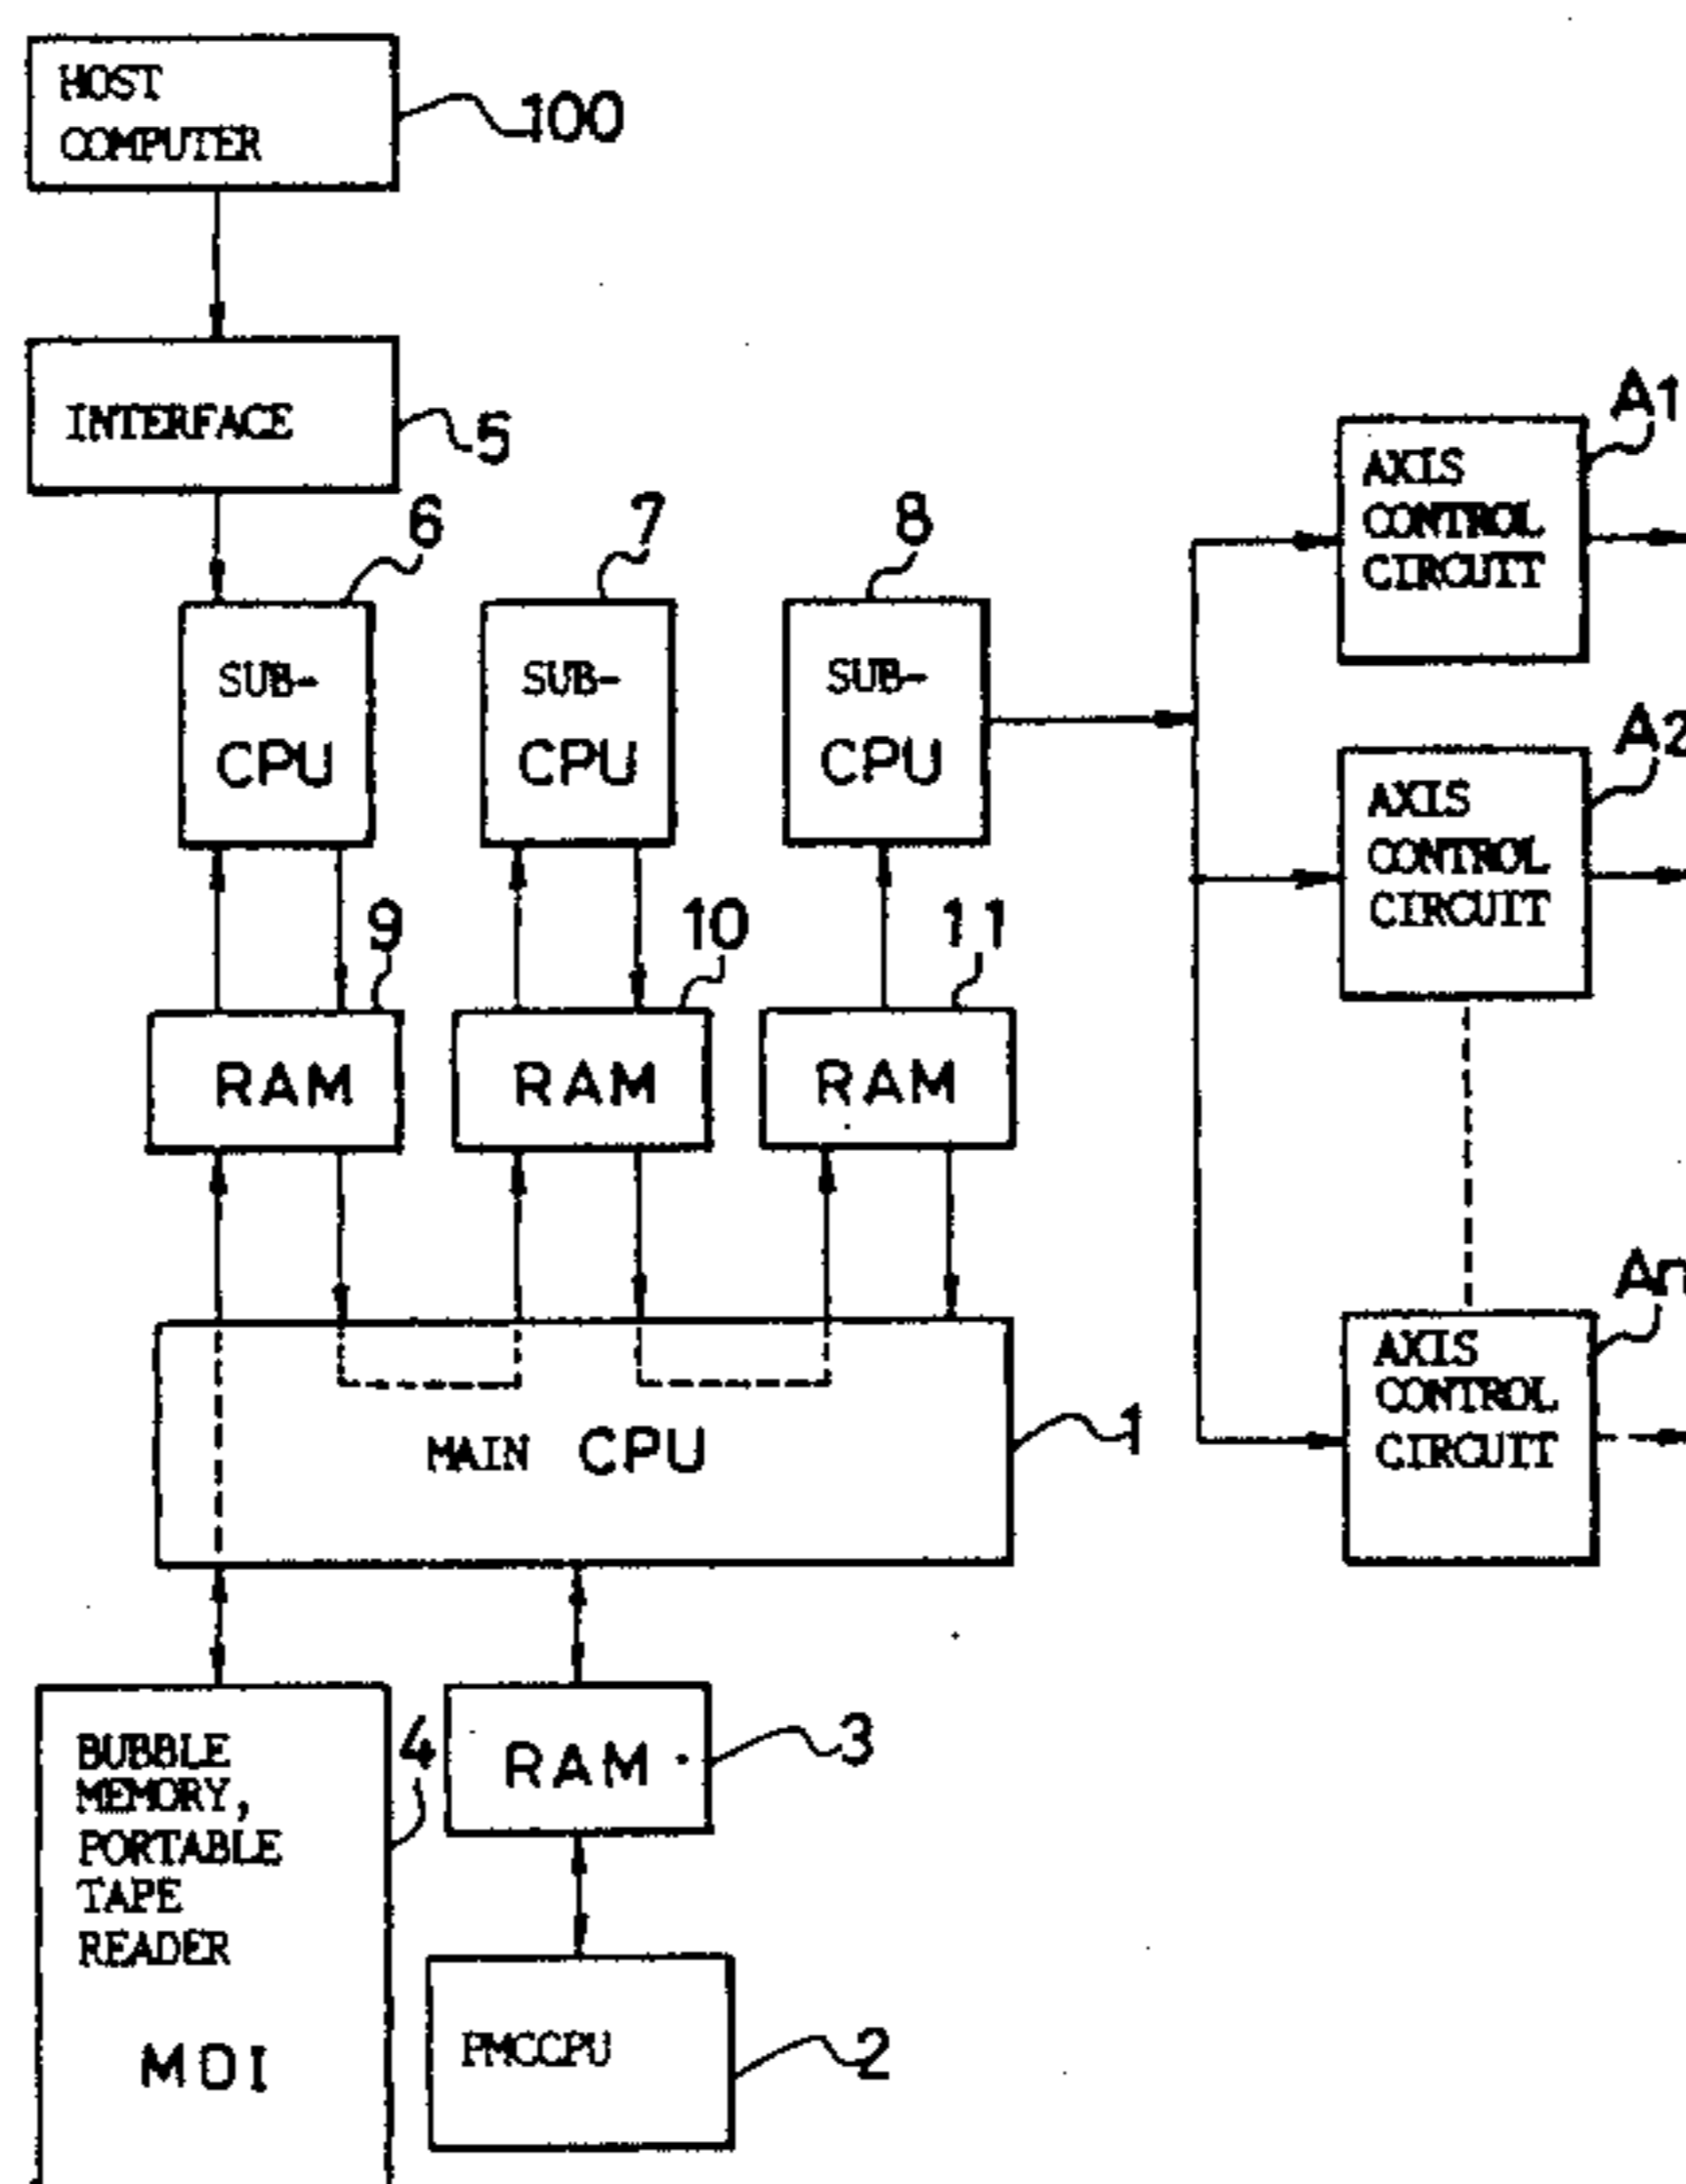 HOST
COMPUTER
100
INTERFACE
5
6
7
8
SUB-
CPU
SUB-
CPU
SUB-
CPU
A1
AXIS
CONTROL
CIRCUIT
A2
AXIS
CONTROL
CIRCUIT
9
10
11
RAM
RAM
RAM
An
AXIS
CONTROL
CIRCUIT
MAIN CPU
1
BUBBLE
MEMORY,
PORTABLE
TAPE
READER
MDI
4
RAM
3
PMCCPU
2